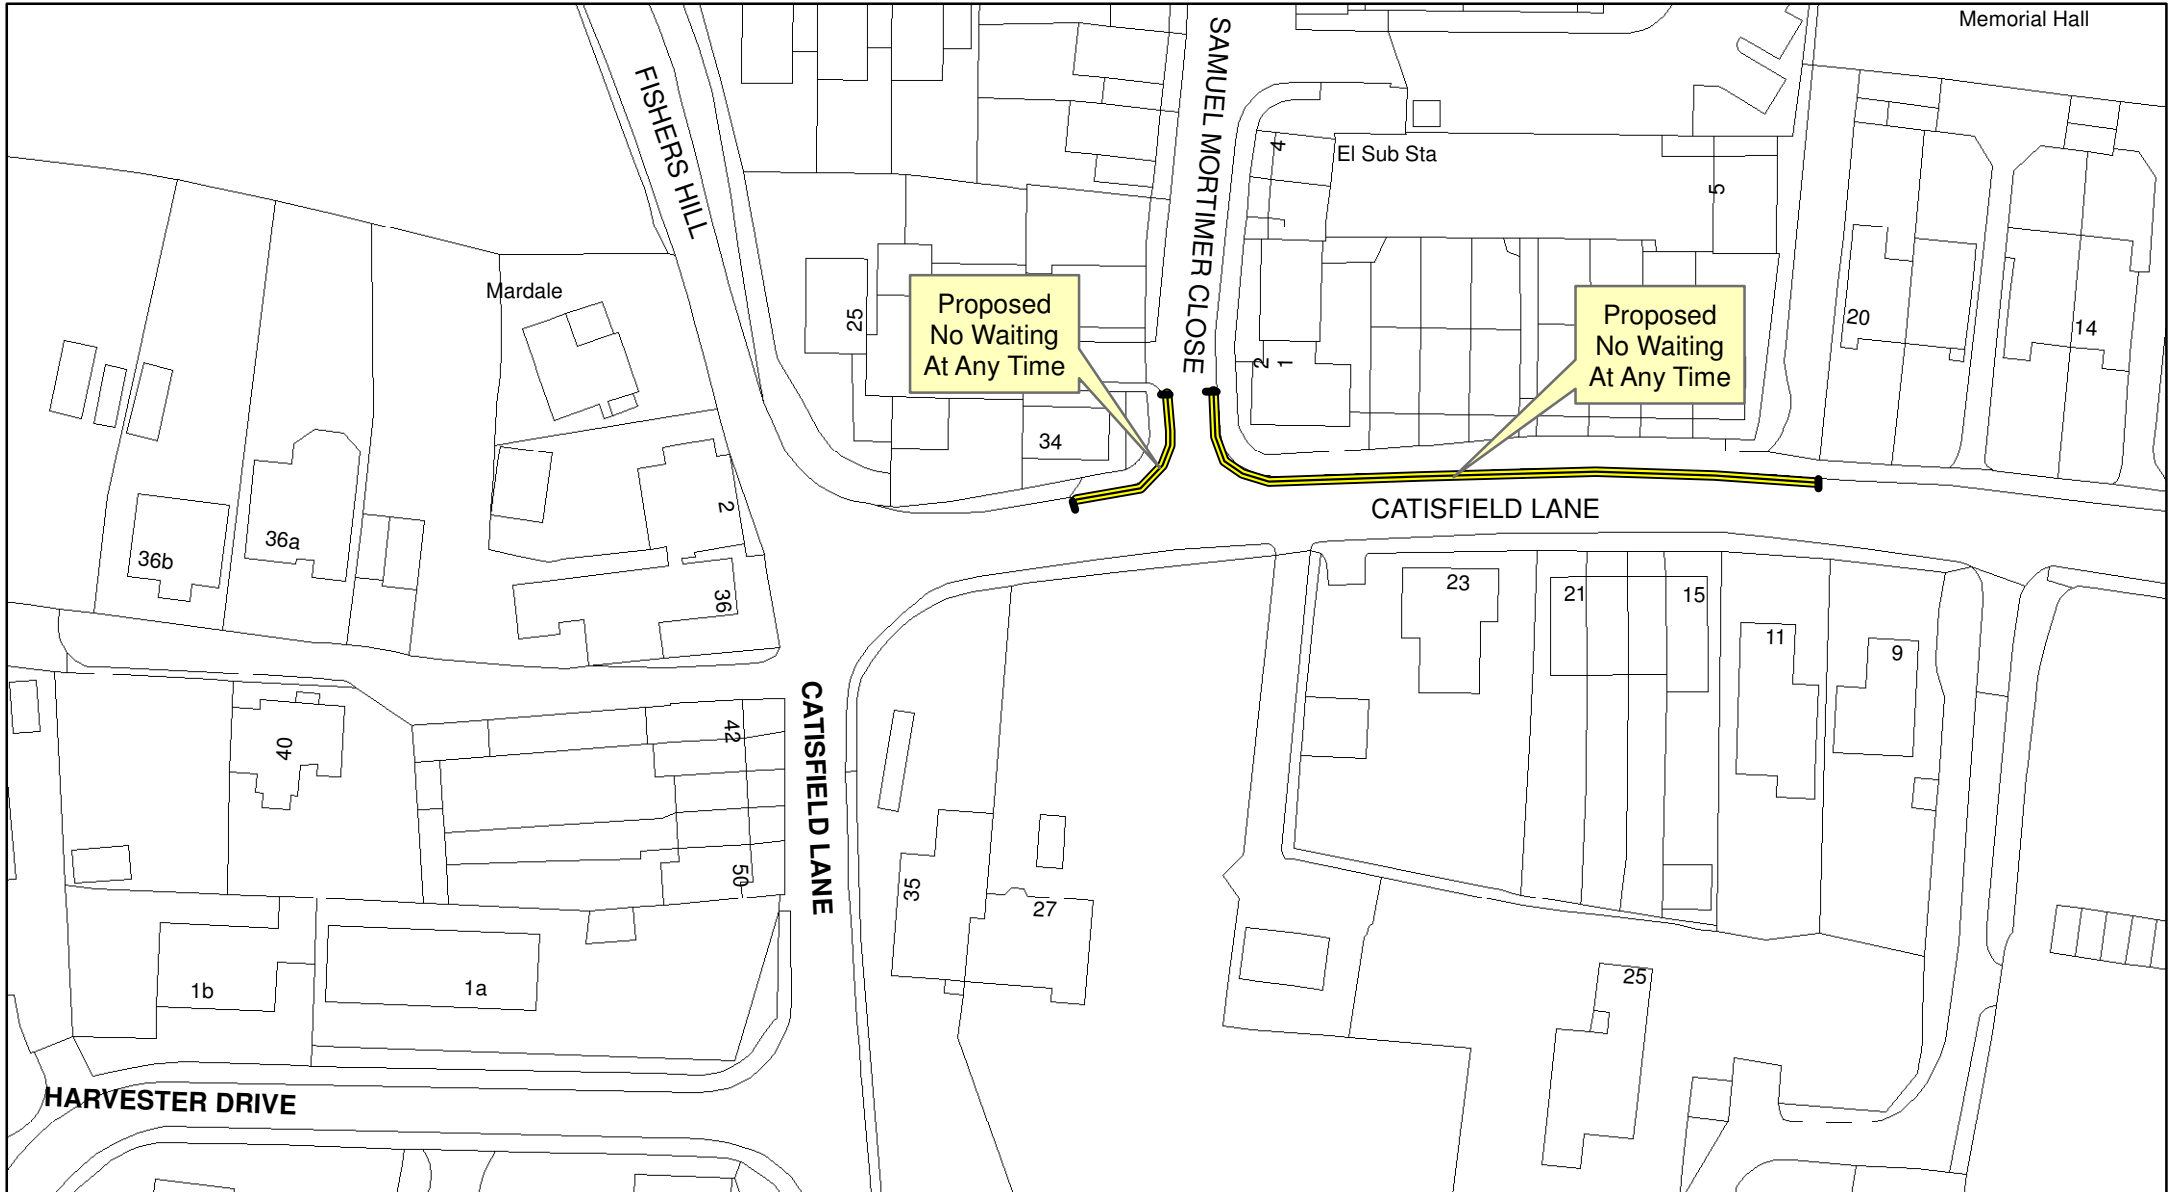 Memorial Hall
FISHERS HILL
SAMUEL MORTIMER CLOSE
4
El Sub Sta
5
Mardale
25
Proposed
No Waiting
At Any Time
2
1
Proposed
No Waiting
At Any Time
20
14
34
2
CATISFIELD LANE
36b
36a
36
23
21
15
11
9
40
42
50
CATISFIELD LANE
35
27
25
1b
1a
HARVESTER DRIVE